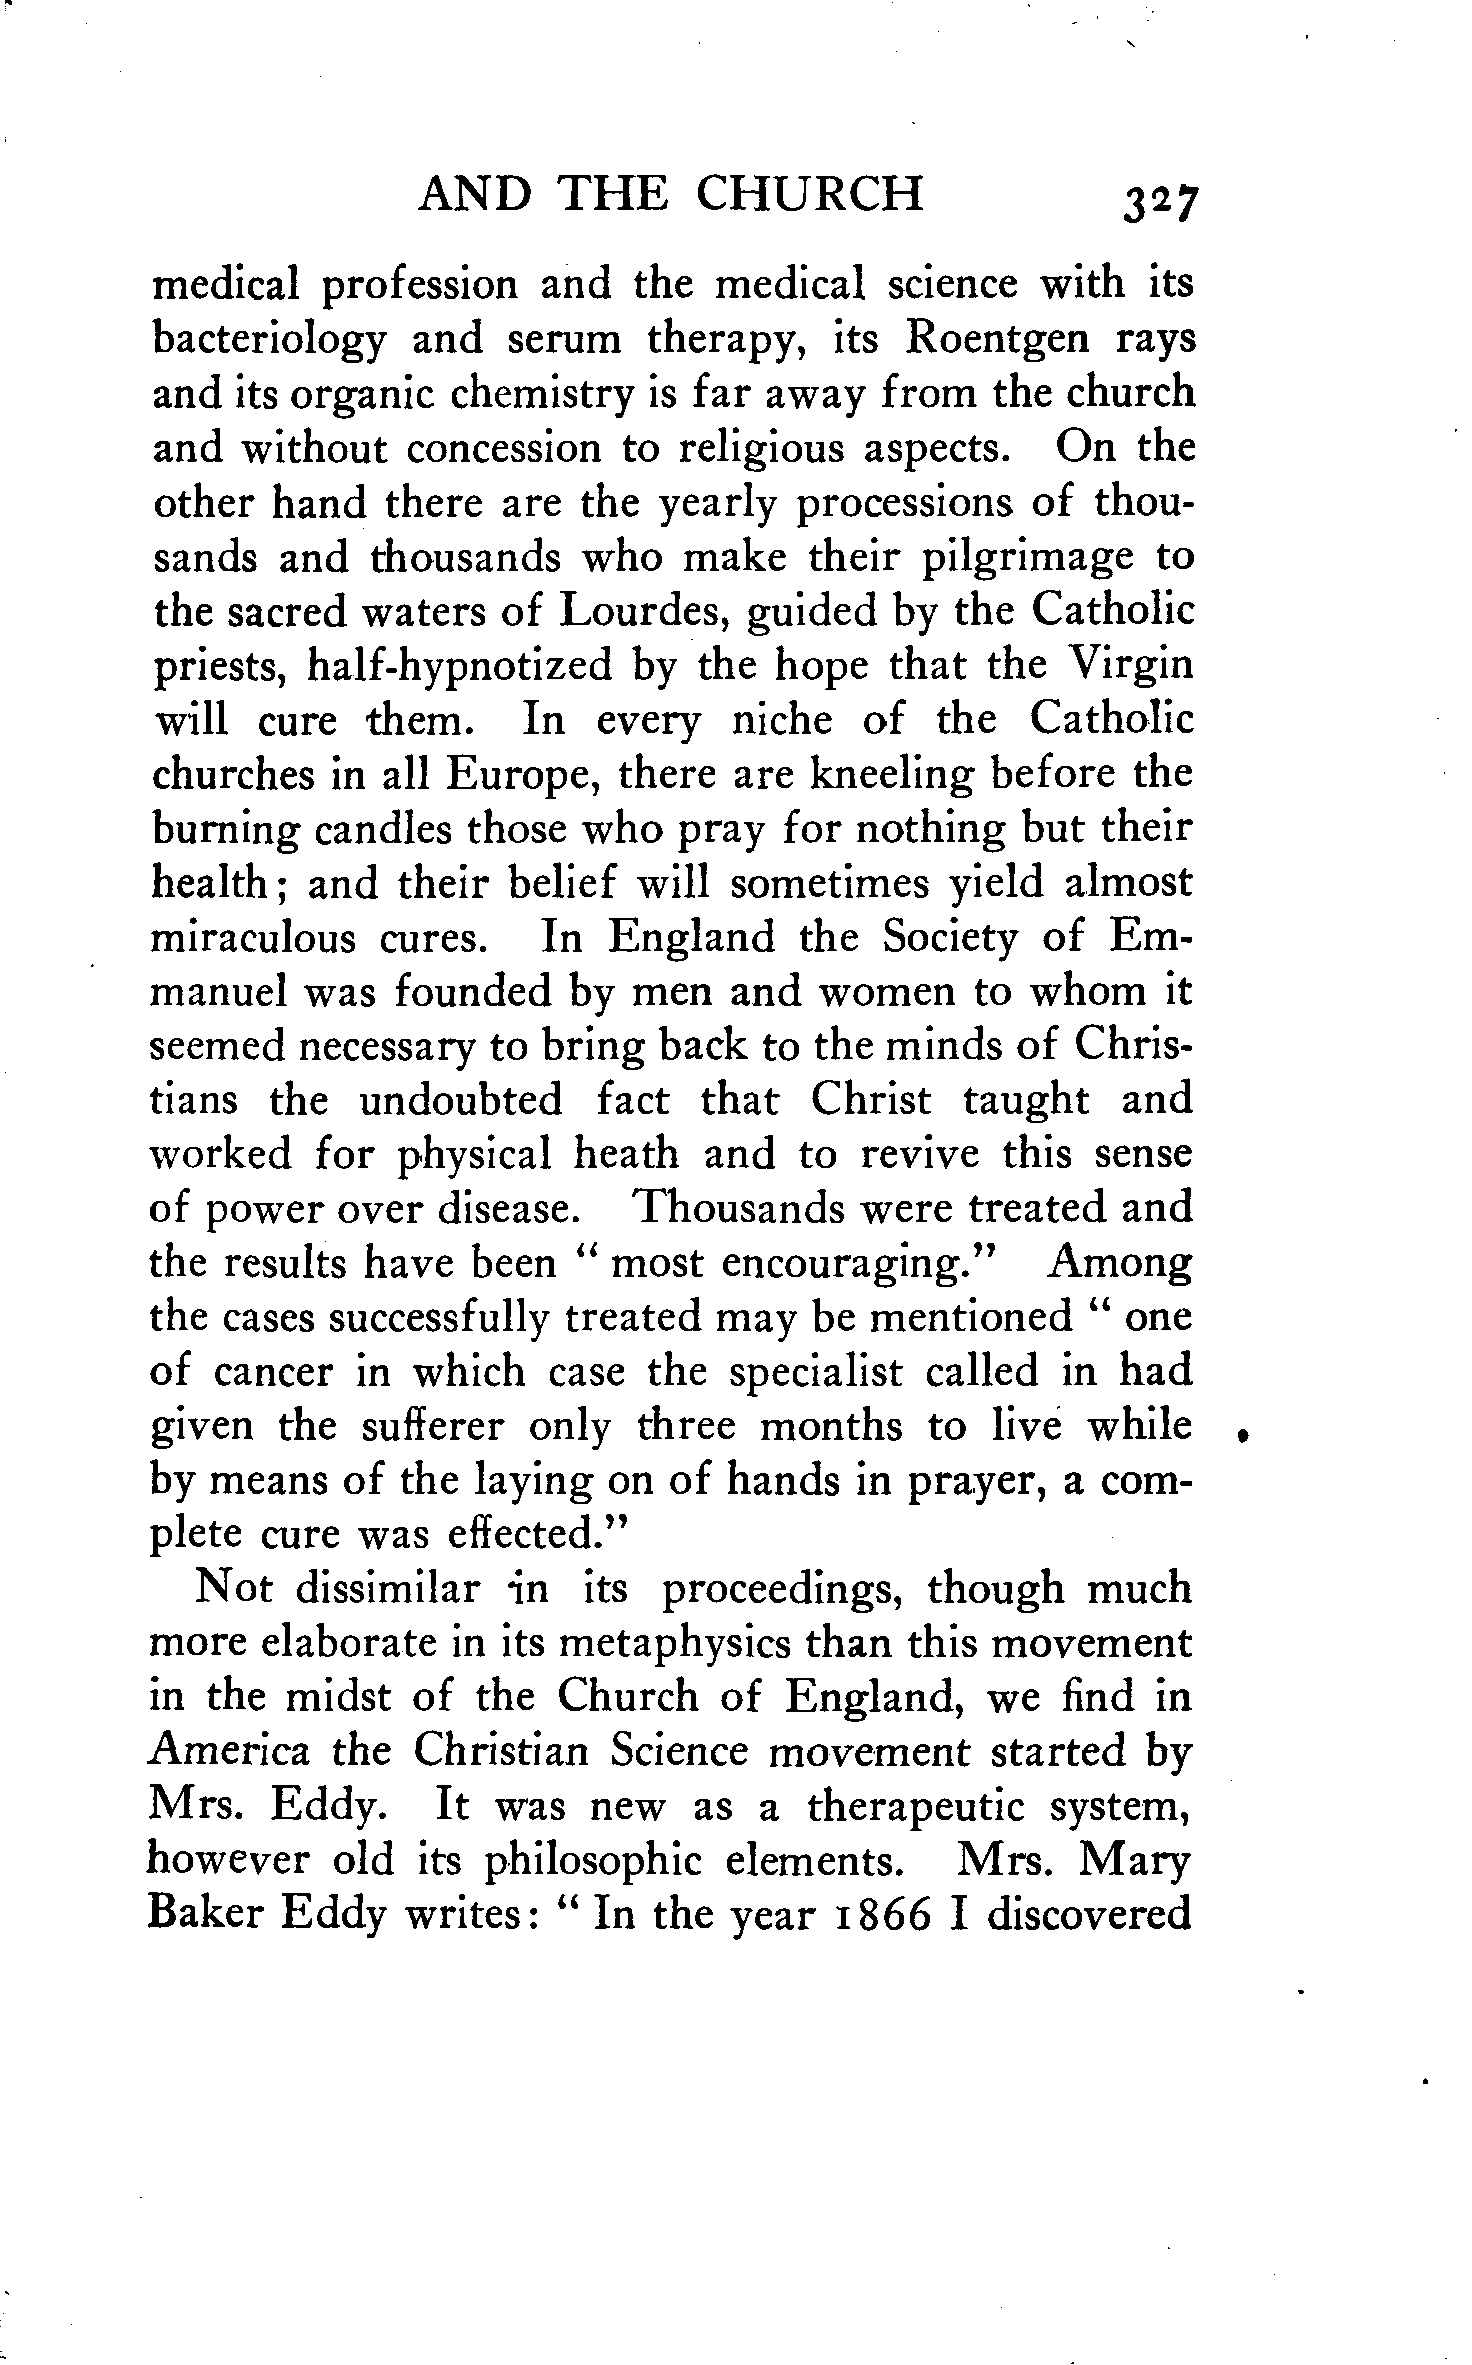 AND THE CHURCH 327
medical profession and the medical science with its
bacteriology and serum therapy, its Roentgen rays
and its organic chemistry is far away from the church
and without concession to religious aspects. On the
other hand there are the yearly processions of thou-
sands and thousands who make their pilgrimage to
the sacred waters of Lourdes, guided by the Catholic
priests, half-hypnotized by the hope that the Virgin
will cure them. In every niche of the Catholic
churches in all Europe, there are kneeling before the
burning candles those who pray for nothing but their
health; and their belief will sometimes yield almost
miraculous cures. In England the Society of Em-
manuel was founded by men and women to whom it
seemed necessary to bring back to the minds of Chris-
tians the undoubted fact that Christ taught and
worked for physical heath and to revive this sense
of power over disease. Thousands were treated and
the results have been " most encouraging." Among
the cases successfully treated may be mentioned " one
of cancer in which case the specialist called in had
given the sufferer only three months to live while
by means of the laying on of hands in prayer, a com-
plete cure was effected."
Not dissimilar in its proceedings, though much
more elaborate in its metaphysics than this movement
in the midst of the Church of England, we find in
America the Christian Science movement started by
Mrs. Eddy. It was new as a therapeutic system,
however old its philosophic elements. Mrs. Mary
Baker Eddy writes: " In the year 1866 I discovered